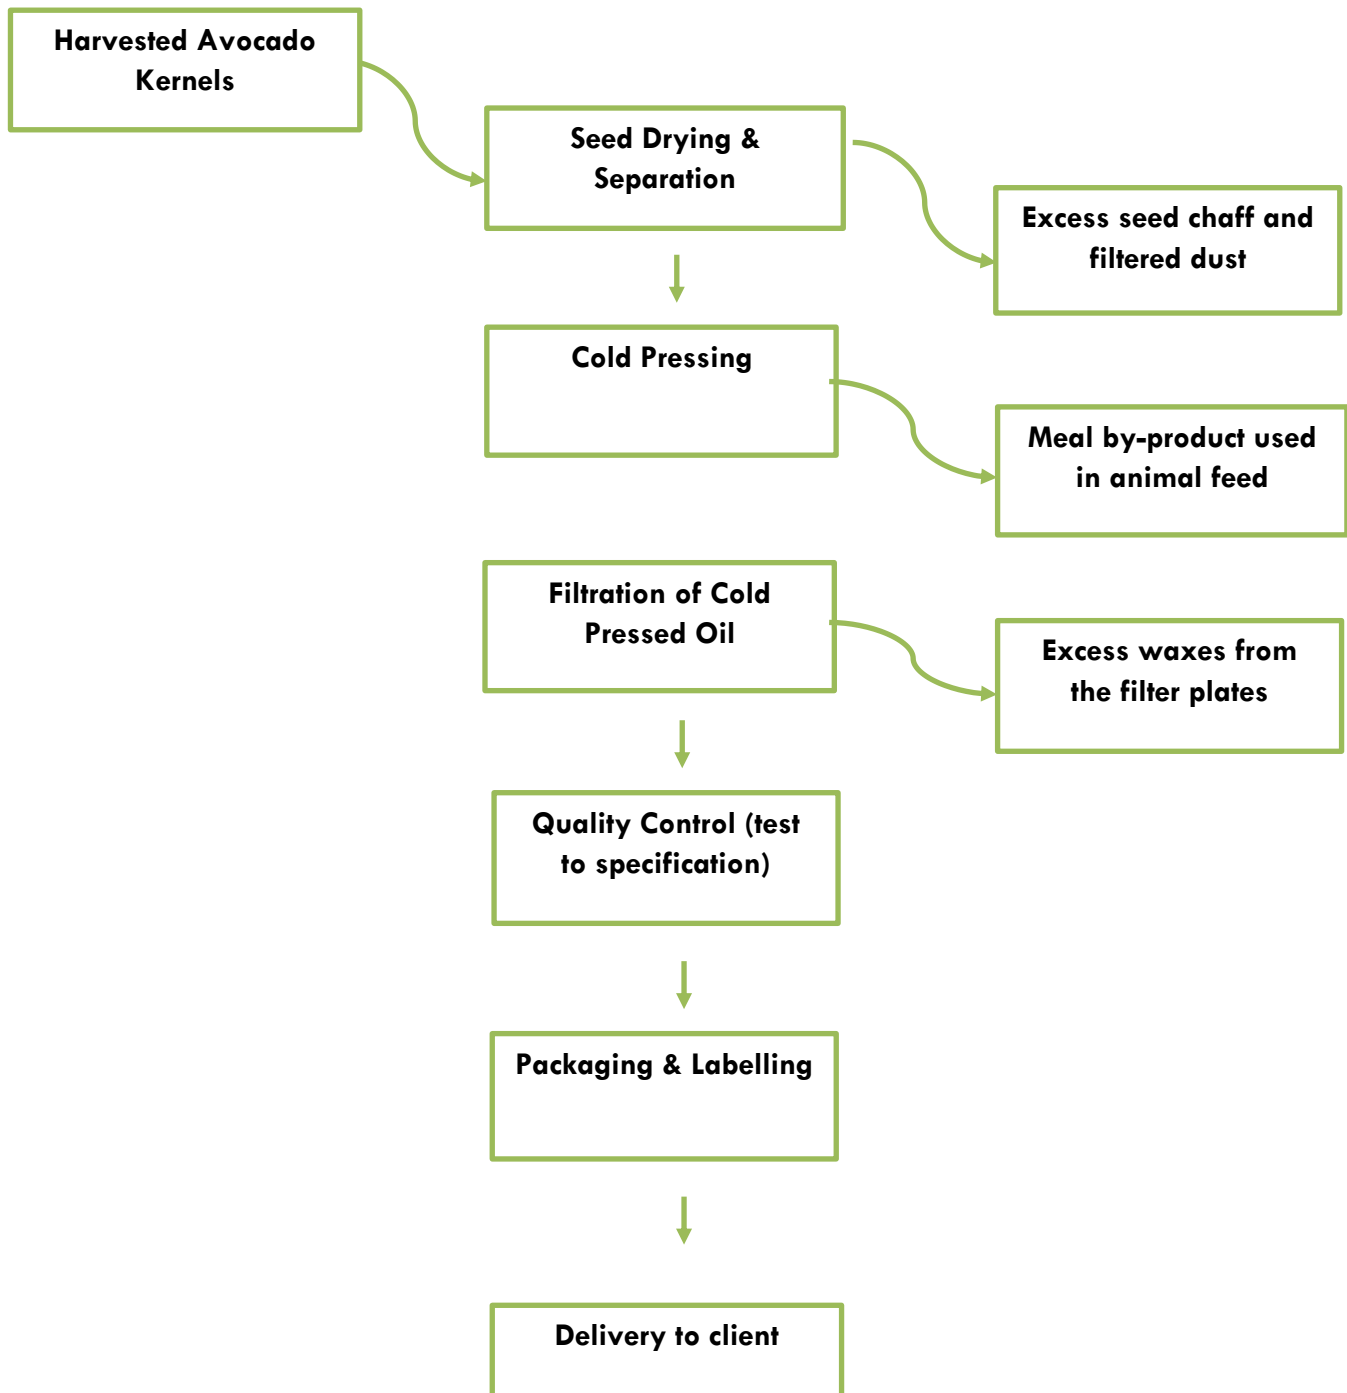 Harvested Avocado
Kernels
Seed Drying &
Separation
Excess seed chaff and
filtered dust
Cold Pressing
Meal by-product used
in animal feed
Filtration of Cold
Pressed Oil
Excess waxes from
the filter plates
Quality Control (test
to specification)
Packaging & Labelling
Delivery to client